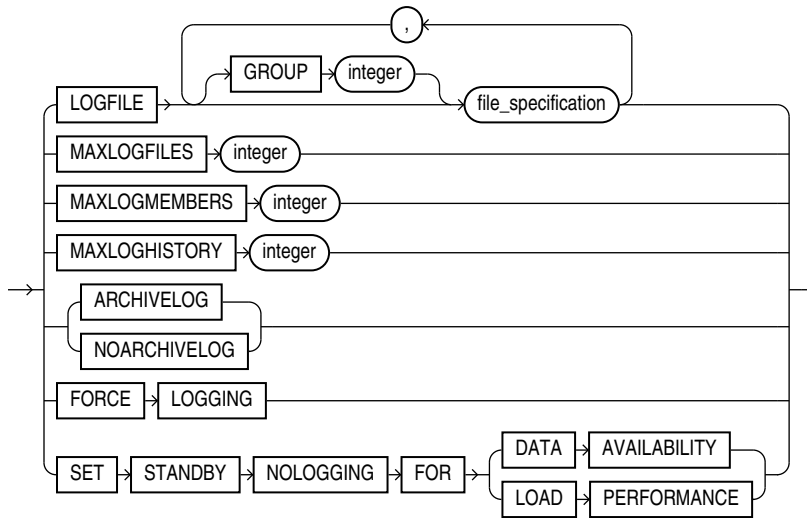 ,
GROUP integer
LOGFILE file_specification
MAXLOGFILES integer
MAXLOGMEMBERS integer
MAXLOGHISTORY integer
ARCHIVELOG
NOARCHIVELOG
FORCE LOGGING
DATA AVAILABILITY
SET STANDBY NOLOGGING FOR
LOAD PERFORMANCE